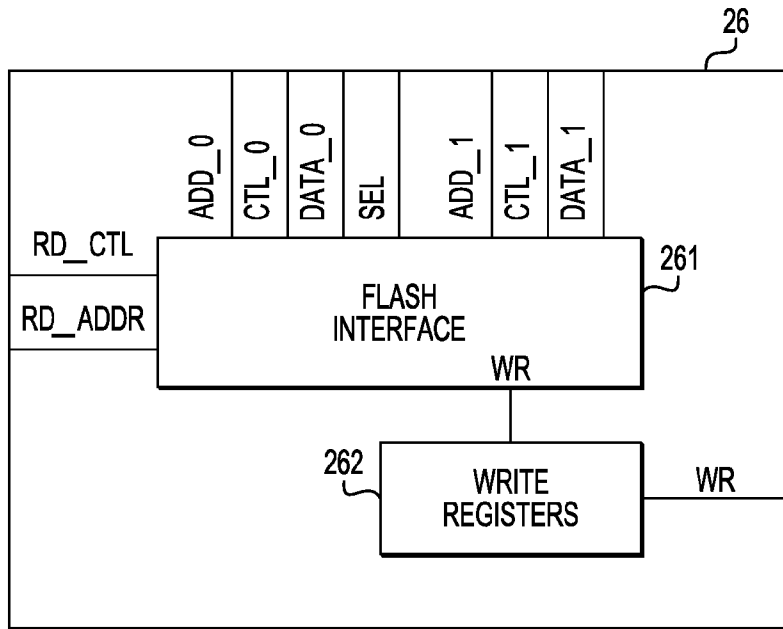 26
ADD_0
CTL_0
DATA_0
SEL
ADD_1
CTL_1
DATA_1
RD_CTL
RD_ADDR
261
FLASH
INTERFACE
WR
262
WRITE
REGISTERS
WR